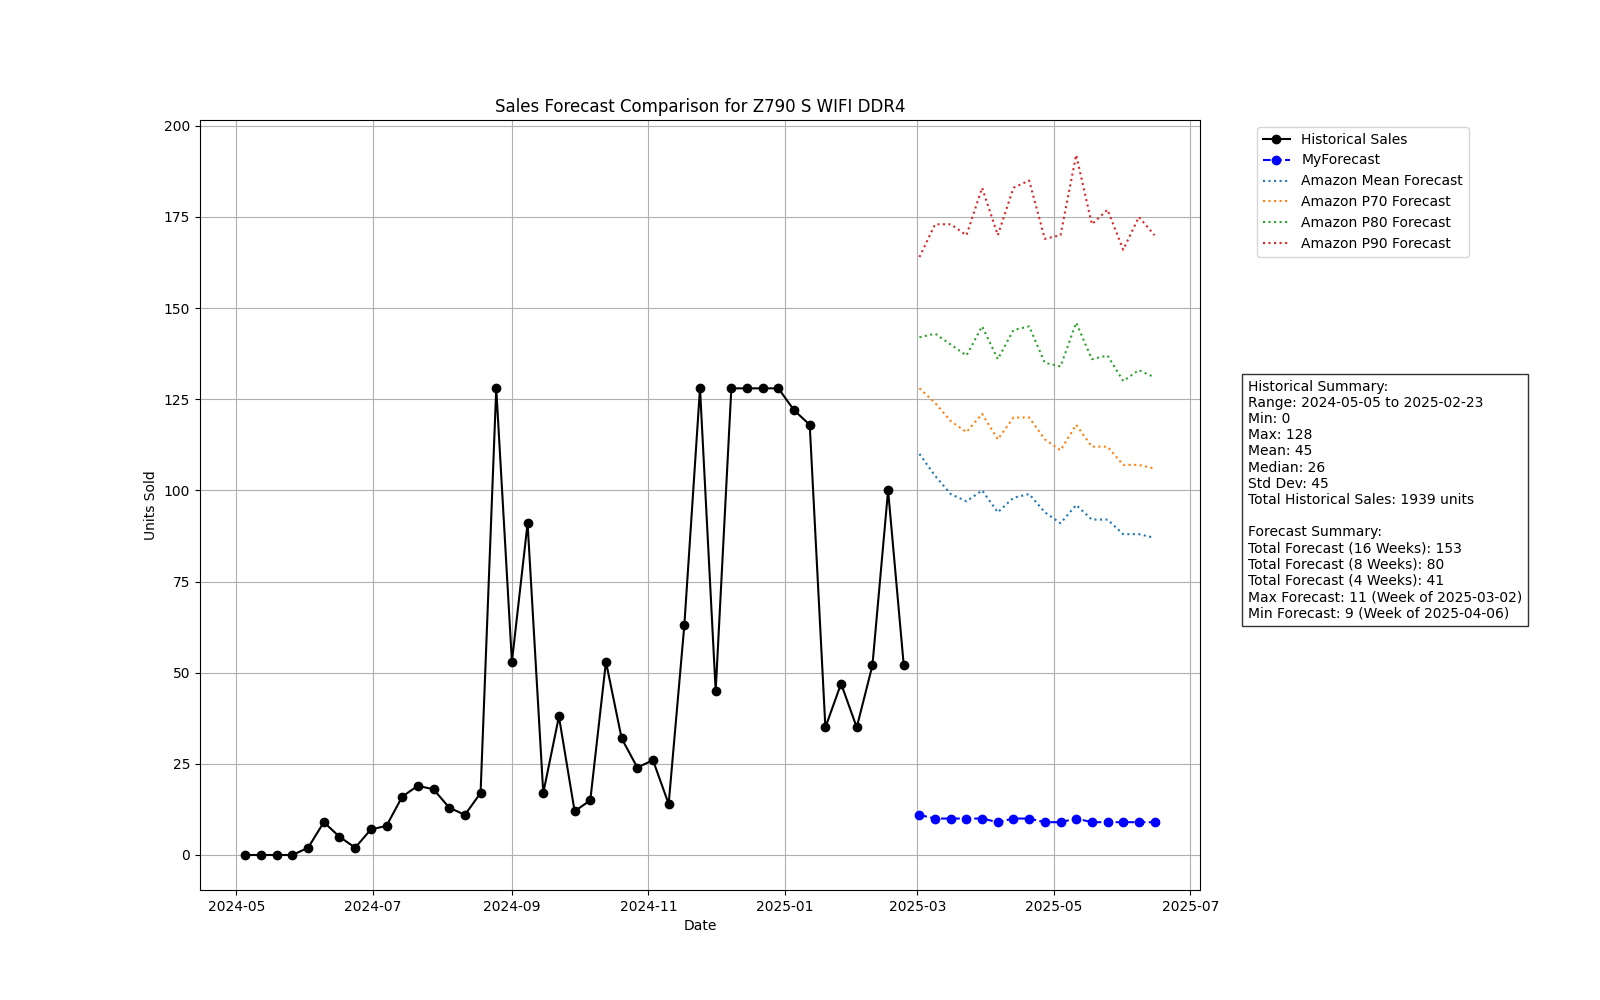 Sales Forecast Comparison for Z790 S WIFI DDR4
200
175
150
125
100
75
50
25
0
Units Sold
2024-05
2024-07
2024-09
2024-11
2025-01
2025-03
2025-05
2025-07
Date
Historical Sales
MyForecast
Amazon Mean Forecast
Amazon P70 Forecast
Amazon P80 Forecast
Amazon P90 Forecast
Historical Summary:
Range: 2024-05-05 to 2025-02-23
Min: 0
Max: 128
Mean: 45
Median: 26
Std Dev: 45
Total Historical Sales: 1939 units
Forecast Summary:
Total Forecast (16 Weeks): 153
Total Forecast (8 Weeks): 80
Total Forecast (4 Weeks): 41
Max Forecast: 11 (Week of 2025-03-02)
Min Forecast: 9 (Week of 2025-04-06)